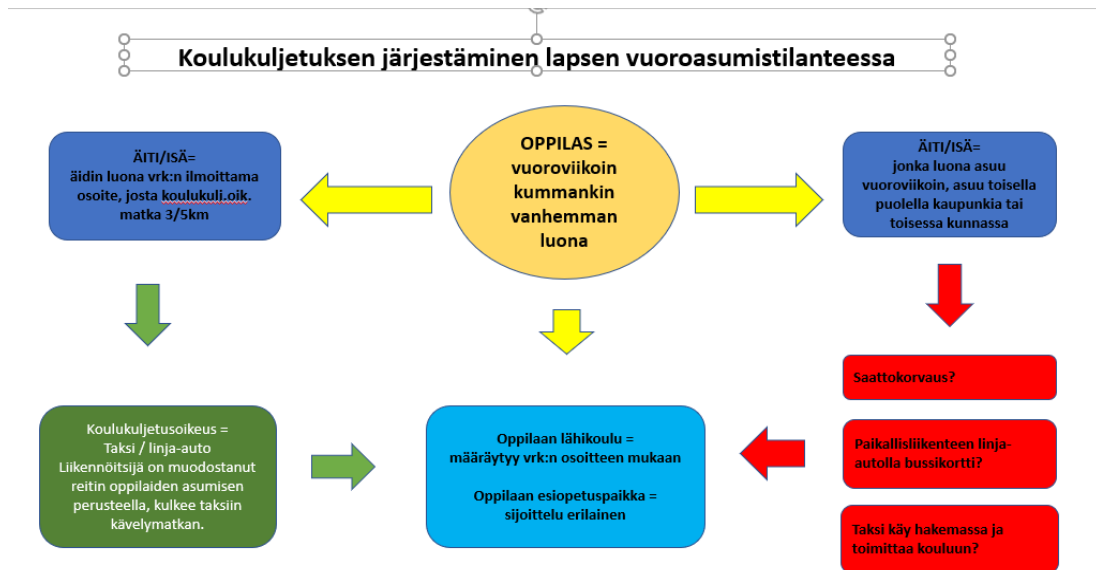 Koulukuljetuksen järjestäminen lapsen vuoroasumistilanteessa
ÄITI/ISÄ=
äidin luona vrk:n ilmoittama
osoite, josta koulukulj.oik.
matka 3/5km
OPPILAS =
vuoroviikoin
kummankin
vanhemman
luona
ÄITI/ISÄ=
jonka luona asuu
vuoroviikoin, asuu toisella
puolella kaupunkia tai
toisessa kunnassa
Koulukuljetusoikeus =
Taksi / linja-auto
Liikennöitsijä on muodostanut
reitin oppilaiden asumisen
perusteella, kulkee taksiin
kävelymatkan.
Oppilaan lähikoulu =
määräytyy vrk:n osoitteen mukaan
Oppilaan esiopetuspaikka =
sijoittelu erilainen
Saattokorvaus?
Paikallisliikenteen linja-
autolla bussikortti?
Taksi käy hakemassa ja
toimittaa kouluun?